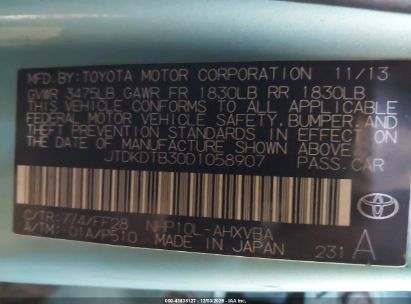 MFD.BY:TOYOTA MOTOR CORPORATION 11/13
GVWR 3475LB GAWR FR 1830LB RR 1830LB
THIS VEHICLE CONFORMS TO ALL APPLICABLE
FEDERAL MOTOR VEHICLE SAFETY,BUMPER,
AND THEFT PREVENTION STANDARDS IN EFFECT
ON THE DATE OF MANUFACTURE SHOWN ABOVE.
JTDKDTB30D1058907 PASS.CAR
C/TR:774/FF28 NHP10L-AHXVBA
A/TM:-01A/P510 MADE IN JAPAN
231 A
TOYOTA